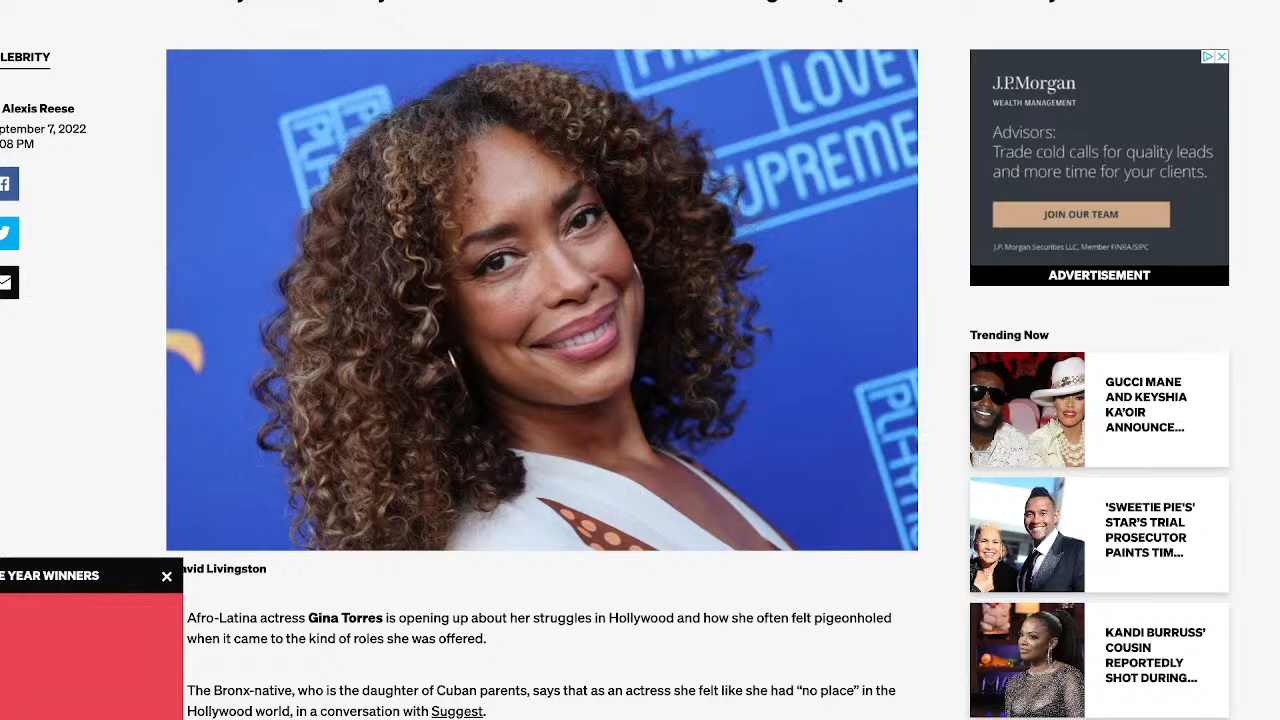 LEBRITY
Alexis Reese
ptember 7, 2022
08 PM
LOVE
SUPREME
J.P.Morgan
WEALTH MANAGEMENT
Advisors:
Trade cold calls for quality leads
and more time for your clients.
JOIN OUR TEAM
J.P. Morgan Securities LLC, Member FINRA/SIPC
ADVERTISEMENT
Trending Now
GUCCI MANE
AND KEYSHIA
KA'OIR
ANNOUNCE...
'SWEETIE PIE'S'
STAR'S TRIAL
PROSECUTOR
PAINTS TIM...
KANDI BURRUSS'
COUSIN
REPORTEDLY
SHOT DURING...
E YEAR WINNERS
avid Livingston
Afro-Latina actress Gina Torres is opening up about her struggles in Hollywood and how she often felt pigeonholed
when it came to the kind of roles she was offered.
The Bronx-native, who is the daughter of Cuban parents, says that as an actress she felt like she had “no place” in the
Hollywood world, in a conversation with Suggest.